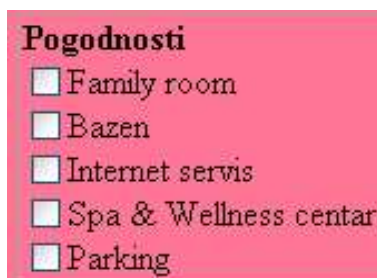 Pogodnosti
Family room
Bazen
Internet servis
Spa & Wellness centar
Parking